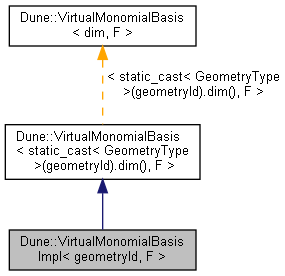 Dune::VirtualMonomialBasis
< dim, F >
< static_cast< GeometryType
>(geometryId).dim(), F >
Dune::VirtualMonomialBasis
< static_cast< GeometryType
>(geometryId).dim(), F >
Dune::VirtualMonomialBasis
Impl< geometryId, F >